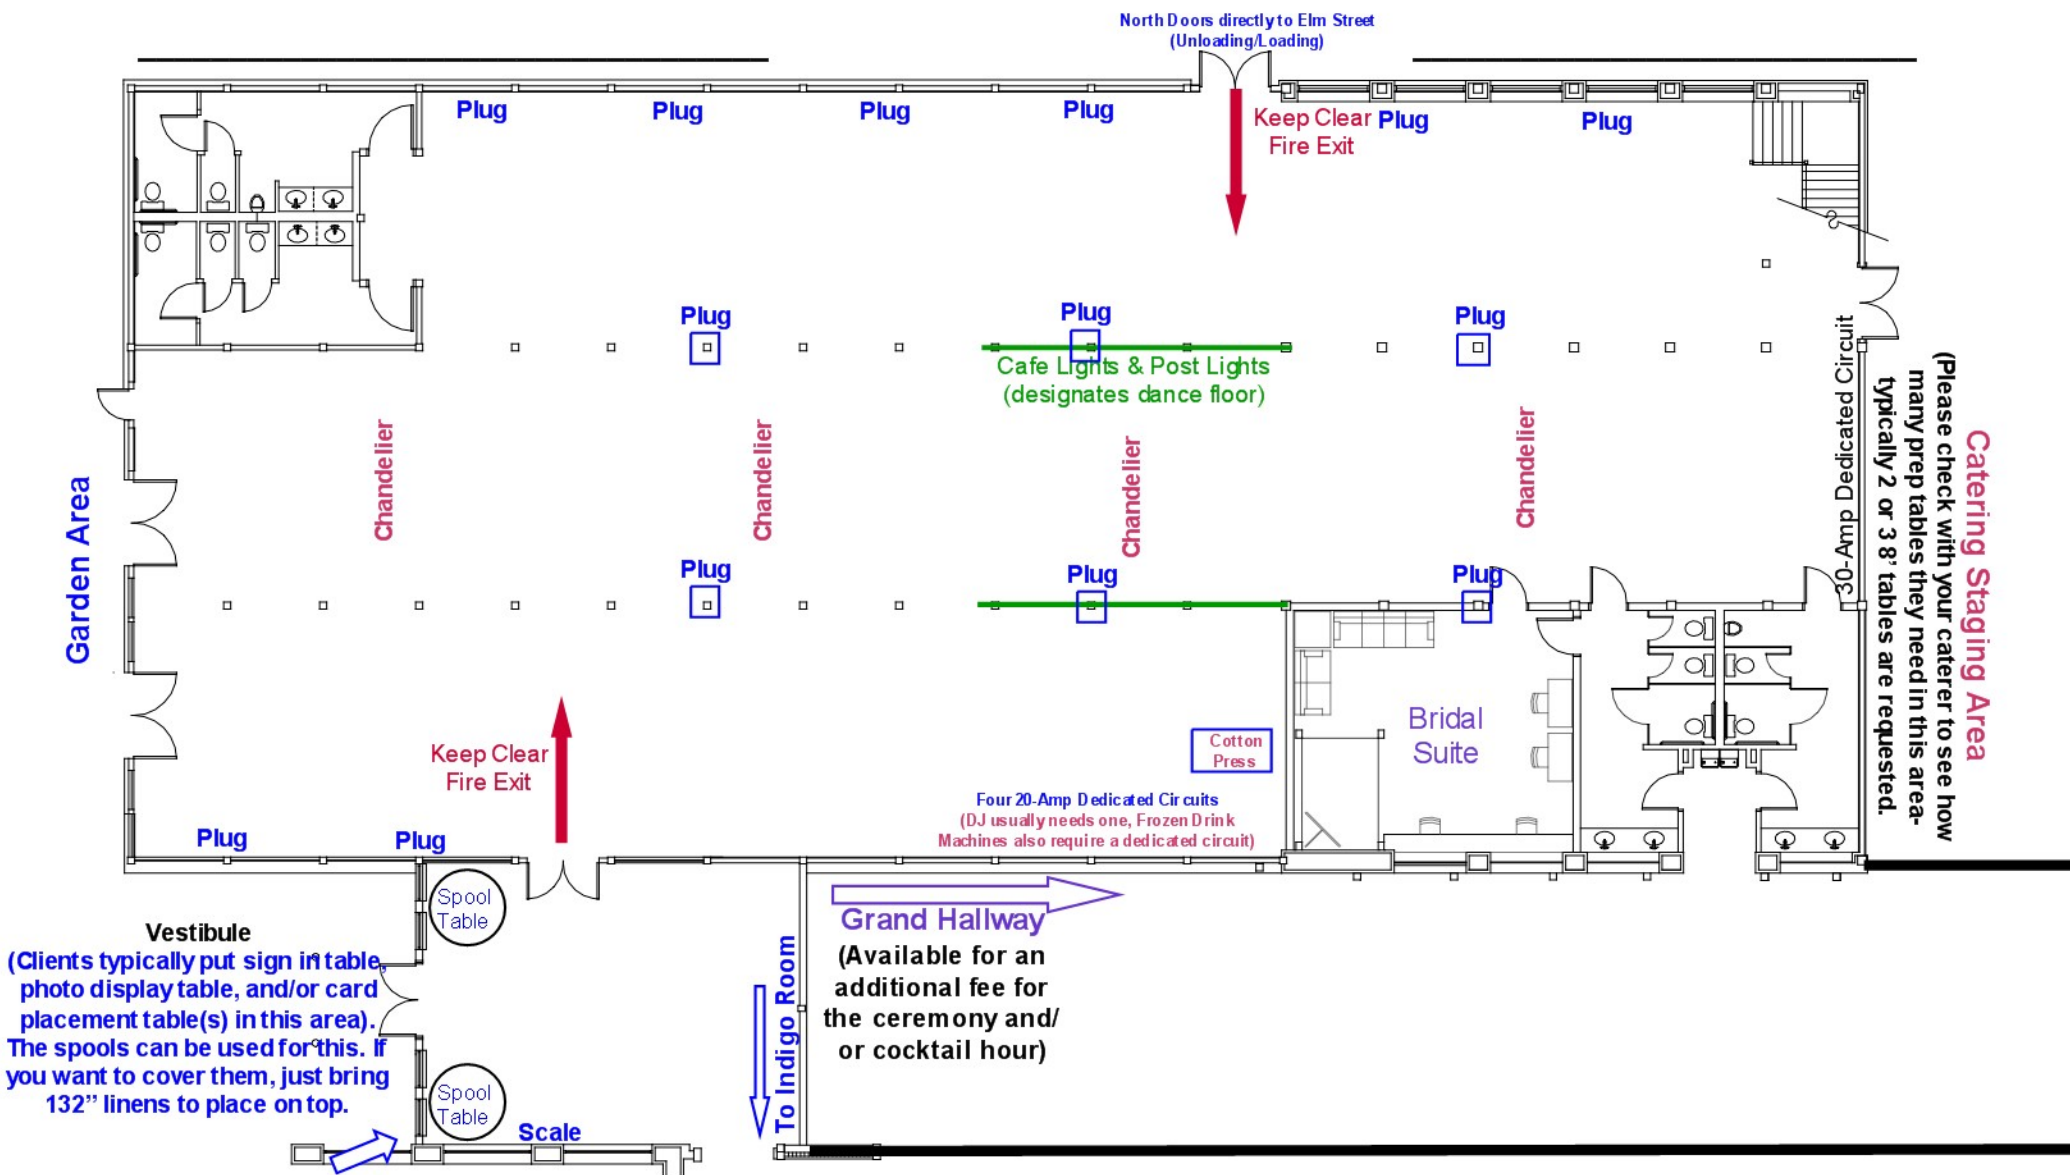 North Doors directly to Elm Street
(Unloading/Loading)
Plug
Plug
Plug
Plug
Keep Clear
Fire Exit
Plug
Plug
Plug
Plug
Plug
Cafe Lights & Post Lights
(designates dance floor)
Chandelier
Chandelier
Chandelier
Chandelier
Garden Area
30-Amp Dedicated Circuit
Catering Staging Area
(Please check with your caterer to see how
many prep tables they need in this area-
typically 2 or 3 8’ tables are requested.
Plug
Plug
Plug
Keep Clear
Fire Exit
Cotton
Press
Bridal
Suite
Four 20-Amp Dedicated Circuits
(DJ usually needs one, Frozen Drink
Machines also require a dedicated circuit)
Plug
Plug
Spool
Table
Grand Hallway
(Available for an
additional fee for
the ceremony and/
or cocktail hour)
To Indigo Room
Vestibule
(Clients typically put sign in table,
photo display table, and/or card
placement table(s) in this area).
The spools can be used for this. If
you want to cover them, just bring
132” linens to place on top.
Spool
Table
Scale